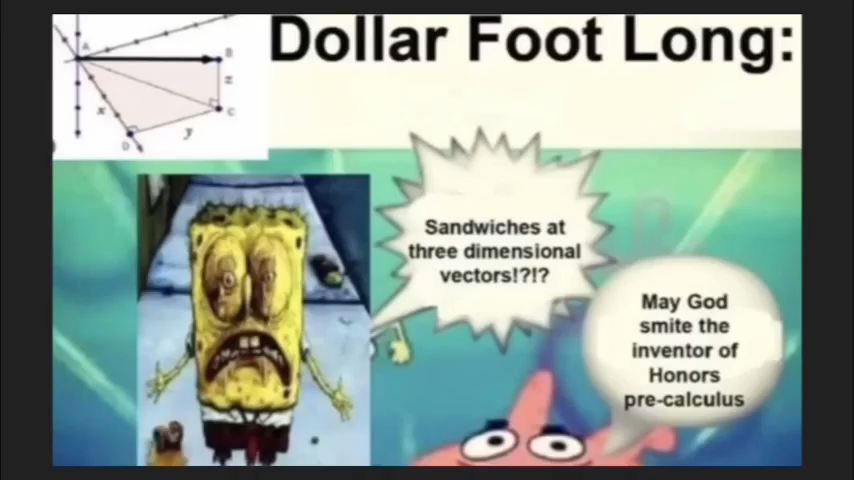 Dollar Foot Long:
A
B
z
x
C
y
D
Sandwiches at
three dimensional
vectors!?!?
May God
smite the
inventor of
Honors
pre-calculus